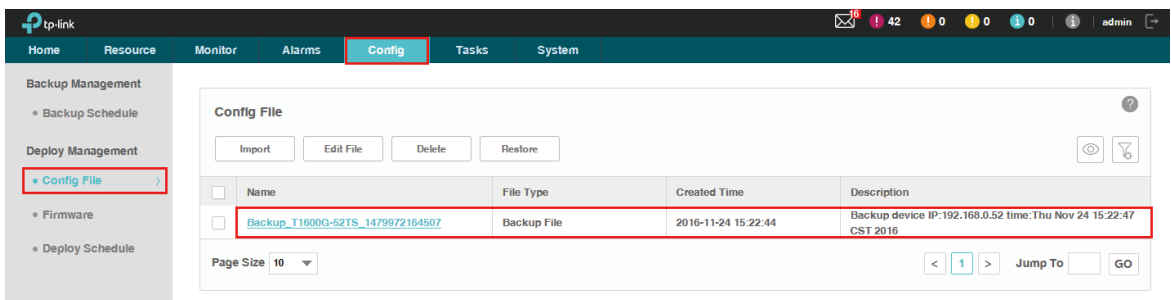 tp-link
16
42
0
0
0
admin
Home Resource Monitor Alarms Config Tasks System
Backup Management
Backup Schedule
Deploy Management
Config File
Firmware
Deploy Schedule
Config File
?
Import Edit File Delete Restore
Name File Type Created Time Description
Backup_T1600G-52TS_1479972164507 Backup File 2016-11-24 15:22:44 Backup device IP:192.168.0.52 time:Thu Nov 24 15:22:47
CST 2016
Page Size 10 < 1 > Jump To GO